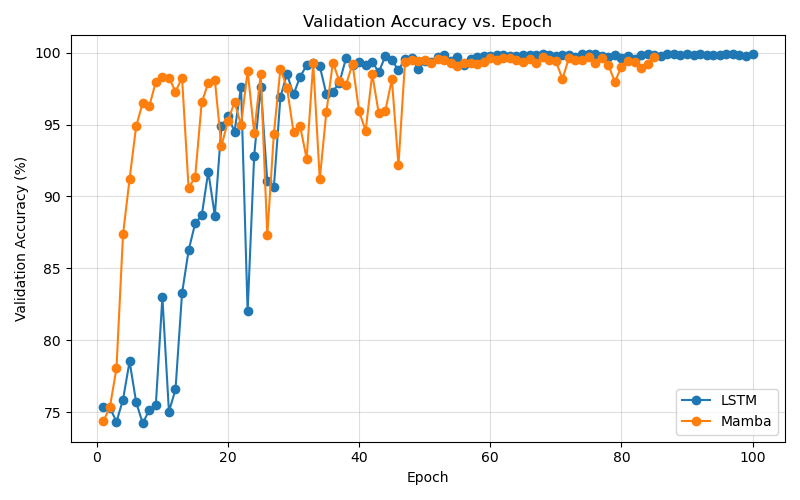 Validation Accuracy vs. Epoch
Validation Accuracy (%)
100
95
90
85
80
75
0
20
40
60
80
100
Epoch
LSTM
Mamba